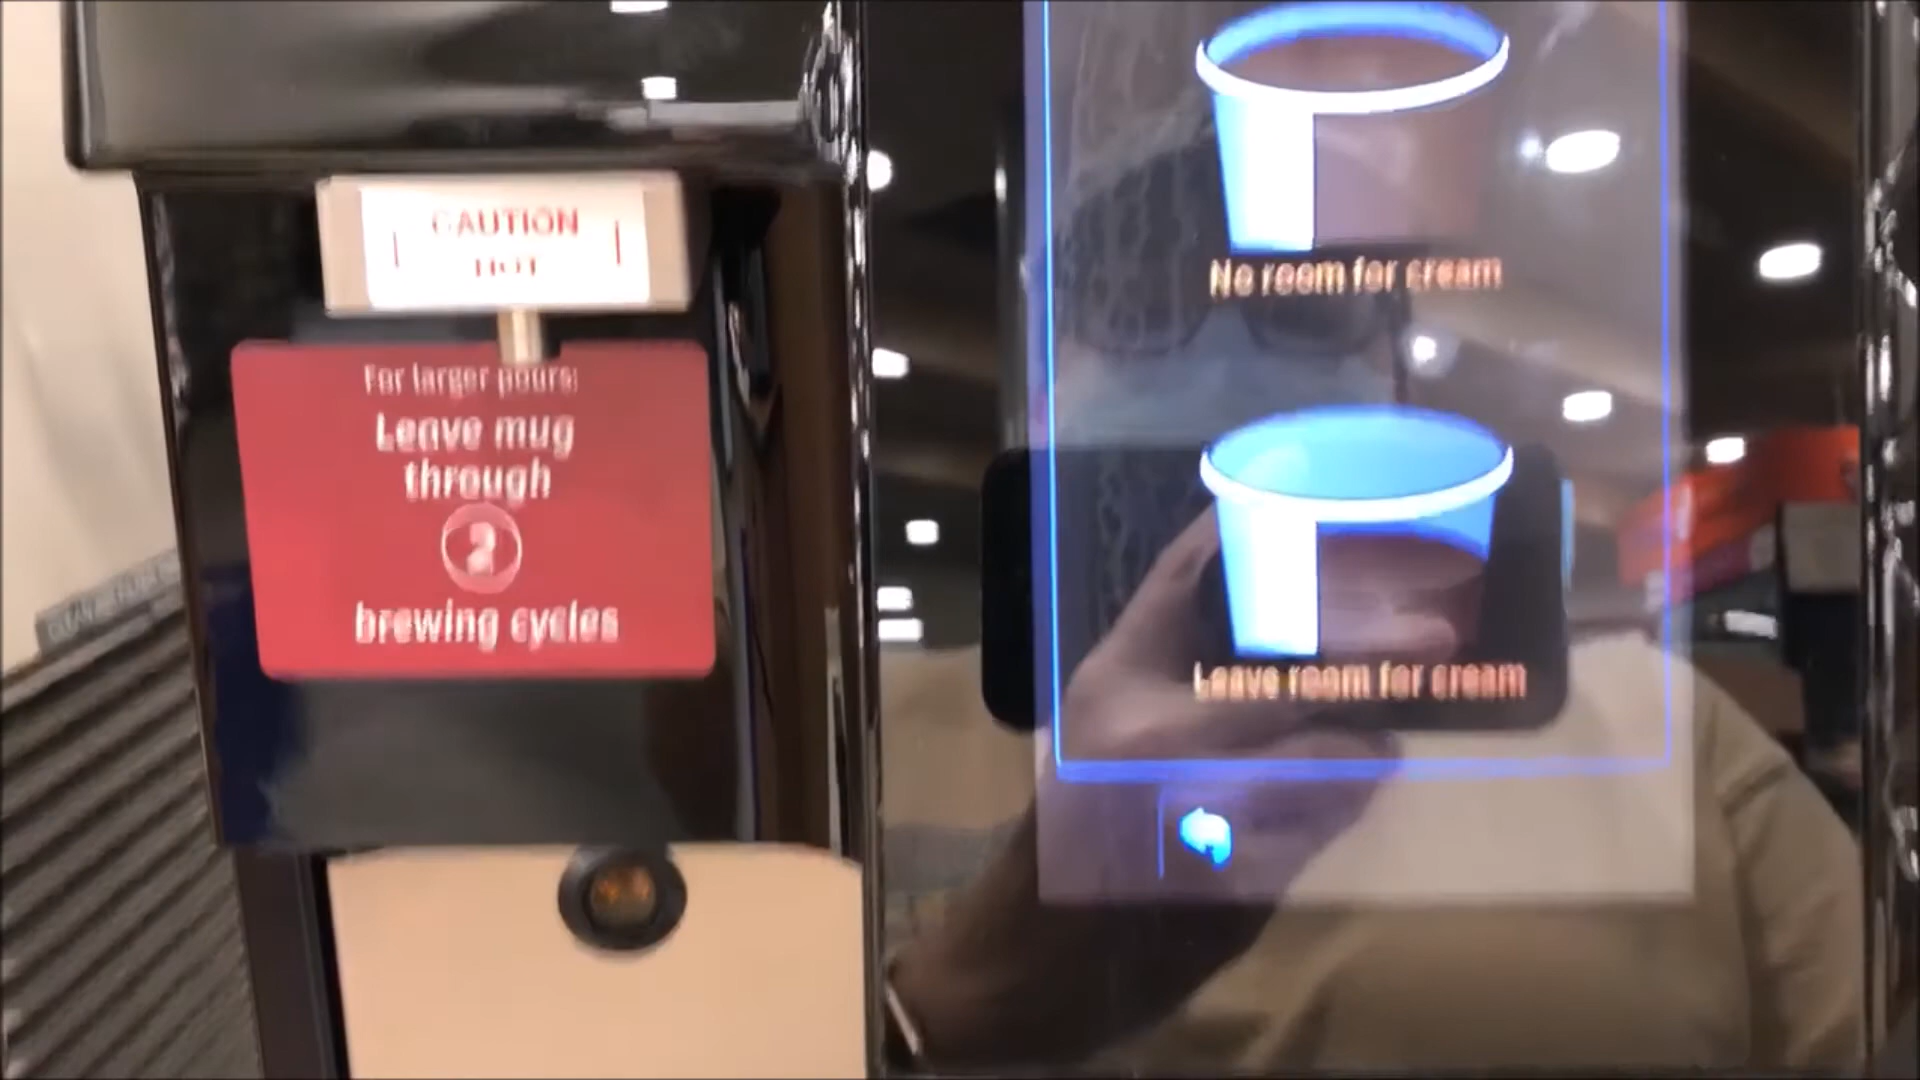 CAUTION
HOT
For larger pours:
Leave mug
through
2
brewing cycles
No room for cream
Leave room for cream